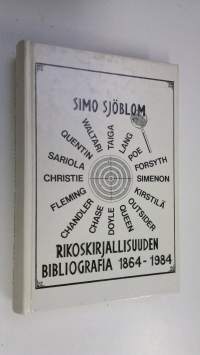 SIMO SJÖBLOM
WALTARI
TAIGA
LANG
POE
FORSYTH
SIMENON
KIRSTILÄ
OUTSIDER
QUEEN
DOYLE
CHASE
CHANDLER
FLEMING
CHRISTIE
SARIOLA
QUENTIN
RIKOSKIRJALLISUUDEN
BIBLIOGRAFIA 1864-1984